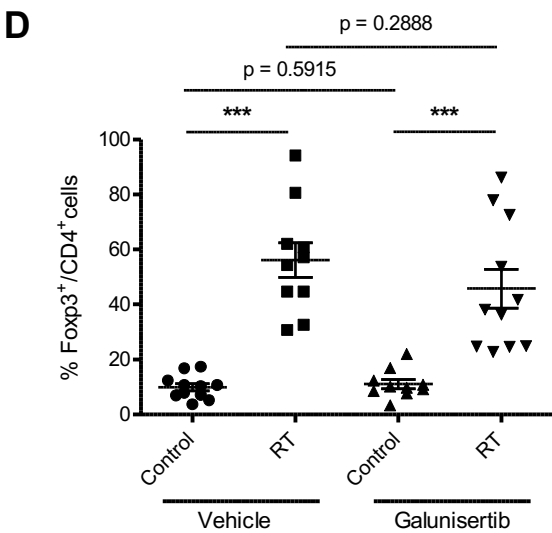 D
p = 0.2888
p = 0.5915
*** ***
100
80
60
40
20
0
% Foxp3⁺/CD4⁺cells
Control RT Control RT
Vehicle Galunisertib